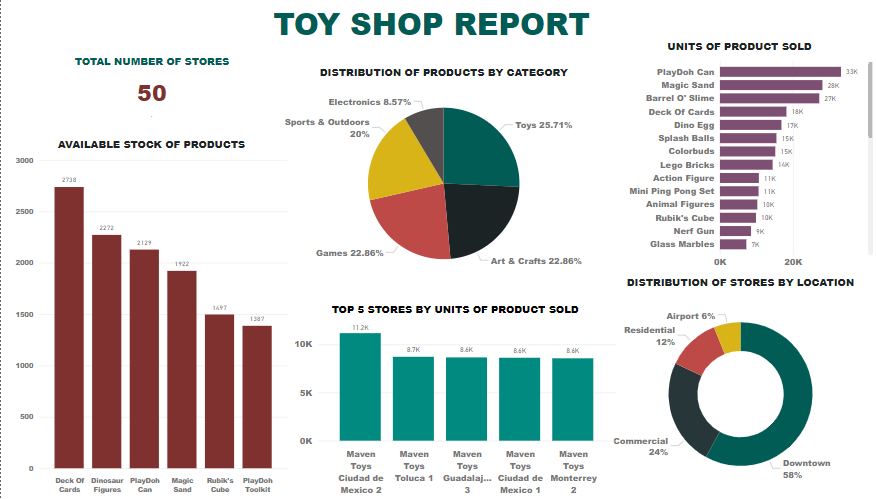 TOY SHOP REPORT
TOTAL NUMBER OF STORES
50
AVAILABLE STOCK OF PRODUCTS
3000
2500
2000
1500
1000
500
0
2738
2272
2129
1922
1497
1387
Deck Of
Cards
Dinosaur
Figures
PlayDoh
Can
Magic
Sand
Rubik's
Cube
PlayDoh
Toolkit
DISTRIBUTION OF PRODUCTS BY CATEGORY
Electronics 8.57%
Sports & Outdoors
20%
Toys 25.71%
Games 22.86%
Art & Crafts 22.86%
TOP 5 STORES BY UNITS OF PRODUCT SOLD
10K
5K
0K
11.2K
8.7K
8.6K
8.6K
8.6K
Maven
Toys
Ciudad de
Mexico 2
Maven
Toys
Toluca 1
Maven
Toys
Guadalaj...
3
Maven
Toys
Ciudad de
Mexico 1
Maven
Toys
Monterrey
2
UNITS OF PRODUCT SOLD
PlayDoh Can 33K
Magic Sand 28K
Barrel O' Slime 27K
Deck Of Cards 18K
Dino Egg 17K
Splash Balls 15K
Colorbuds 15K
Lego Bricks 14K
Action Figure 11K
Mini Ping Pong Set 11K
Animal Figures 10K
Rubik's Cube 10K
Nerf Gun 9K
Glass Marbles 7K
0K 20K
DISTRIBUTION OF STORES BY LOCATION
Airport 6%
Residential
12%
Commercial
24%
Downtown
58%